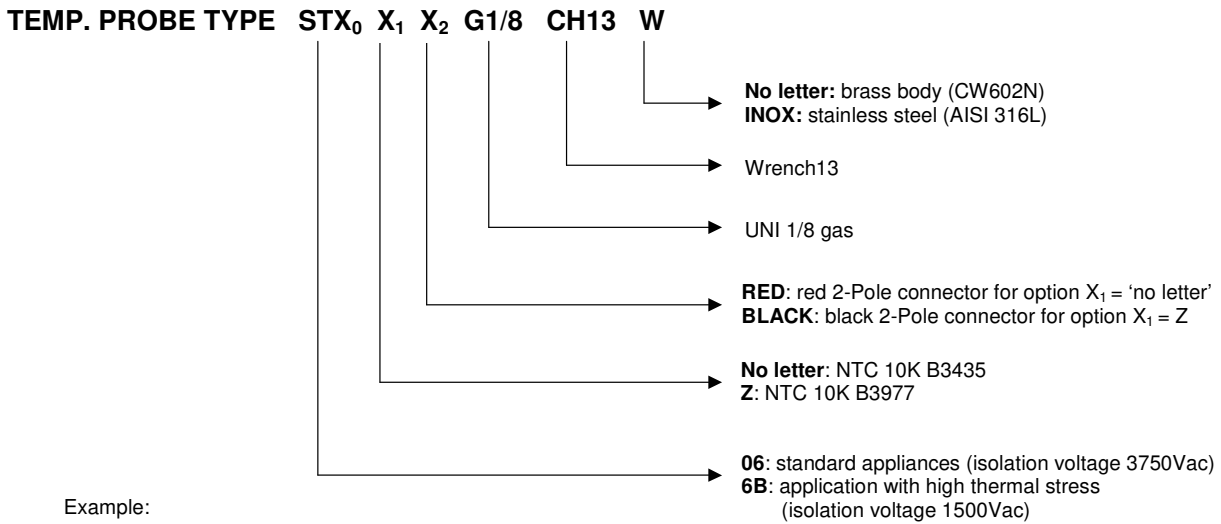 TEMP. PROBE TYPE STX₀ X₁ X₂ G1/8 CH13 W
No letter: brass body (CW602N)
INOX: stainless steel (AISI 316L)
Wrench13
UNI 1/8 gas
RED: red 2-Pole connector for option X₁ = ‘no letter’
BLACK: black 2-Pole connector for option X₁ = Z
No letter: NTC 10K B3435
Z: NTC 10K B3977
06: standard appliances (isolation voltage 3750Vac)
6B: application with high thermal stress
(isolation voltage 1500Vac)
Example: